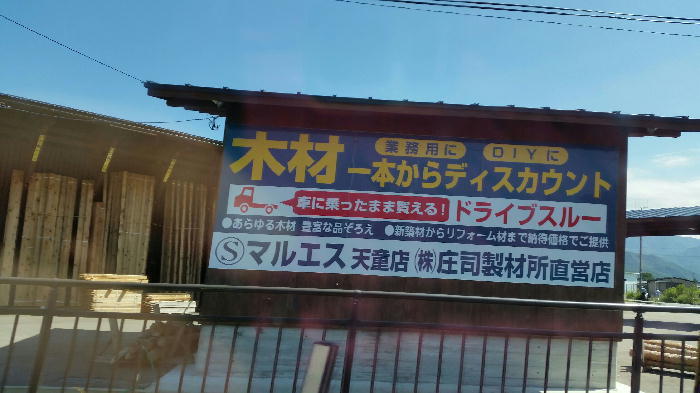 業務用に DIYに
木材一本からディスカウント
車に乗ったまま買える! ドライブスルー
●あらゆる木材 豊富な品ぞろえ ●新築材からリフォーム材まで納得価格でご提供
Ⓢマルエス 天童店 ㈱庄司製材所直営店